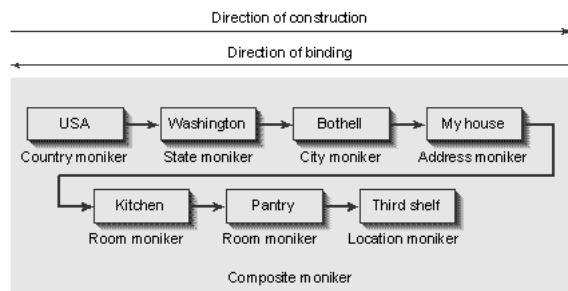 Direction of construction
Direction of binding
USA
Washington
Bothell
My house
Country moniker
State moniker
City moniker
Address moniker
Kitchen
Pantry
Third shelf
Room moniker
Room moniker
Location moniker
Composite moniker